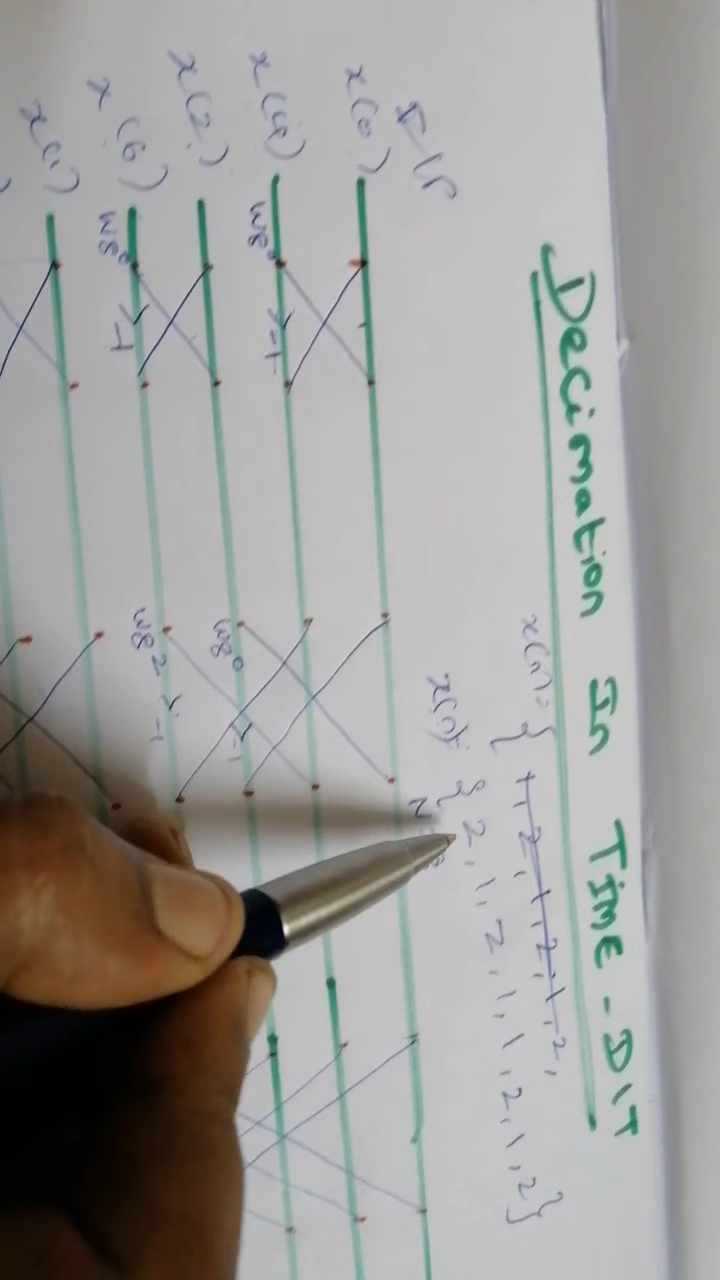 Decimation In TIME-DIT
x(n)= { 1, 2, 1, 2, 1, 2,
x(n)= { 2, 1, 2, 1, 1, 2, 1, 2}
I/P
x(0)
x(4) W8⁰ -1
x(2) W8⁰ -1
x(6) W8⁰ -1 W8² -1
x(1)